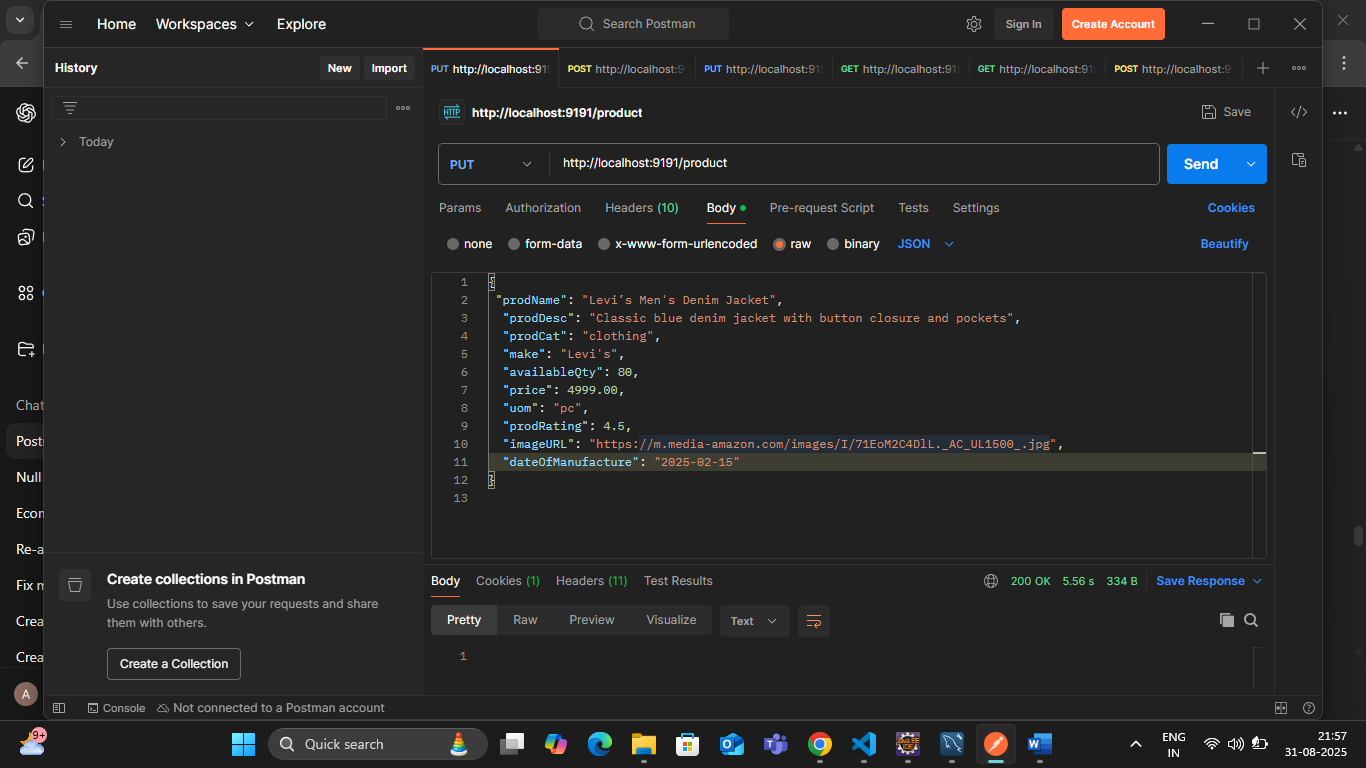 Home
Workspaces
Explore
Search Postman
Sign In
Create Account
History
New
Import
PUT http://localhost:919
POST http://localhost:9
PUT http://localhost:91
GET http://localhost:919
GET http://localhost:919
POST http://localhost:9
HTTP http://localhost:9191/product
Save
Today
PUT
http://localhost:9191/product
Send
Params
Authorization
Headers (10)
Body
Pre-request Script
Tests
Settings
Cookies
none
form-data
x-www-form-urlencoded
raw
binary
JSON
Beautify
1 {
2 "prodName": "Levi’s Men's Denim Jacket",
3 "prodDesc": "Classic blue denim jacket with button closure and pockets",
4 "prodCat": "clothing",
5 "make": "Levi's",
6 "availableQty": 80,
7 "price": 4999.00,
8 "uom": "pc",
9 "prodRating": 4.5,
10 "imageURL": "https://m.media-amazon.com/images/I/71EoM2C4DlL._AC_UL1500_.jpg",
11 "dateOfManufacture": "2025-02-15"
12 }
13
Chat
Post
Null
Econ
Re-a
Fix m
Crea
Crea
A
Create collections in Postman
Use collections to save your requests and share
them with others.
Create a Collection
Body
Cookies (1)
Headers (11)
Test Results
200 OK
5.56 s
334 B
Save Response
Pretty
Raw
Preview
Visualize
Text
1
Console
Not connected to a Postman account
9+
Quick search
ENG
IN
21:57
31-08-2025